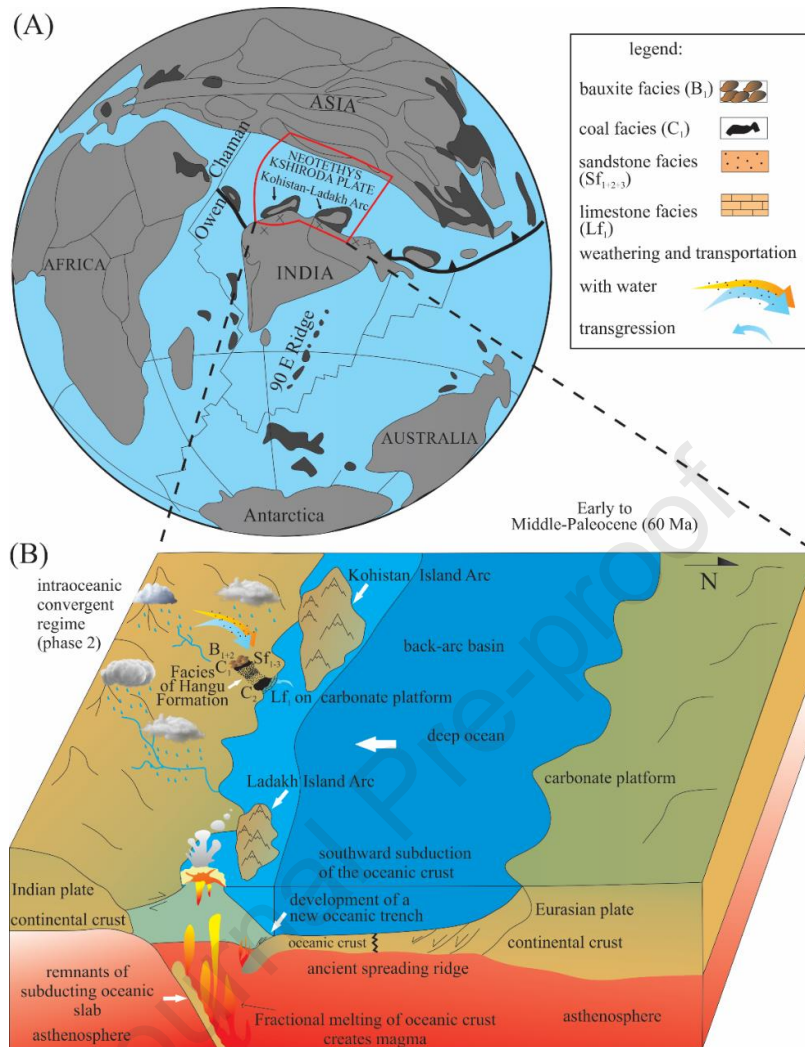 (A)
ASIA
Chaman
Owen
NEOTETHYS
KSHIRODA PLATE
Kohistan-Ladakh Arc
AFRICA
INDIA
90 E Ridge
AUSTRALIA
Antarctica
legend:
bauxite facies (B₁)
coal facies (C₁)
sandstone facies
(Sf₁₊₂₊₃)
limestone facies
(Lf₁)
weathering and transportation
with water
transgression
Early to
Middle-Paleocene (60 Ma)
(B)
intraoceanic
convergent
regime
(phase 2)
Kohistan Island Arc
N
back-arc basin
B₁₊₂
Sf₁₋₃
C₁
Facies
of Hangu
Formation
C₂
Lf₁ on carbonate platform
deep ocean
carbonate platform
Ladakh Island Arc
southward subduction
of the oceanic crust
Indian plate
continental crust
development of a
new oceanic trench
Eurasian plate
continental crust
oceanic crust
ancient spreading ridge
remnants of
subducting oceanic
slab
asthenosphere
Fractional melting of oceanic crust
creates magma
asthenosphere
Journal Pre-proof